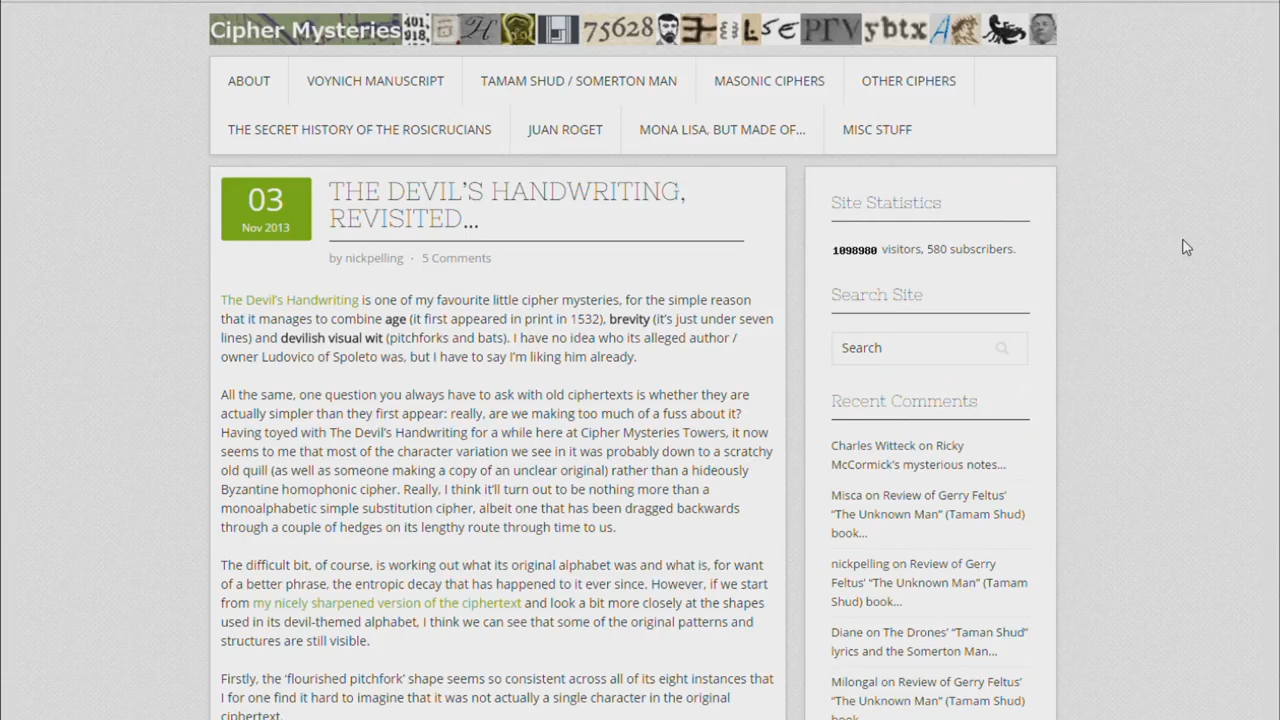 Cipher Mysteries 401. 918. H 75628 PTV ybtx A
ABOUT VOYNICH MANUSCRIPT TAMAM SHUD / SOMERTON MAN MASONIC CIPHERS OTHER CIPHERS
THE SECRET HISTORY OF THE ROSICRUCIANS JUAN ROGET MONA LISA, BUT MADE OF... MISC STUFF
03
Nov 2013
THE DEVIL'S HANDWRITING,
REVISITED...
by nickpelling · 5 Comments
The Devil's Handwriting is one of my favourite little cipher mysteries, for the simple reason
that it manages to combine age (it first appeared in print in 1532), brevity (it's just under seven
lines) and devilish visual wit (pitchforks and bats). I have no idea who its alleged author /
owner Ludovico of Spoleto was, but I have to say I'm liking him already.
All the same, one question you always have to ask with old ciphertexts is whether they are
actually simpler than they first appear: really, are we making too much of a fuss about it?
Having toyed with The Devil's Handwriting for a while here at Cipher Mysteries Towers, it now
seems to me that most of the character variation we see in it was probably down to a scratchy
old quill (as well as someone making a copy of an unclear original) rather than a hideously
Byzantine homophonic cipher. Really, I think it'll turn out to be nothing more than a
monoalphabetic simple substitution cipher, albeit one that has been dragged backwards
through a couple of hedges on its lengthy route through time to us.
The difficult bit, of course, is working out what its original alphabet was and what is, for want
of a better phrase, the entropic decay that has happened to it ever since. However, if we start
from my nicely sharpened version of the ciphertext and look a bit more closely at the shapes
used in its devil-themed alphabet, I think we can see that some of the original patterns and
structures are still visible.
Firstly, the 'flourished pitchfork' shape seems so consistent across all of its eight instances that
I for one find it hard to imagine that it was not actually a single character in the original
ciphertext.
Site Statistics
1098980 visitors, 580 subscribers.
Search Site
Search
Recent Comments
Charles Witteck on Ricky
McCormick's mysterious notes...
Misca on Review of Gerry Feltus'
"The Unknown Man" (Tamam Shud)
book...
nickpelling on Review of Gerry
Feltus' "The Unknown Man" (Tamam
Shud) book...
Diane on The Drones' "Taman Shud"
lyrics and the Somerton Man...
Milongal on Review of Gerry Feltus'
"The Unknown Man" (Tamam Shud)
book...